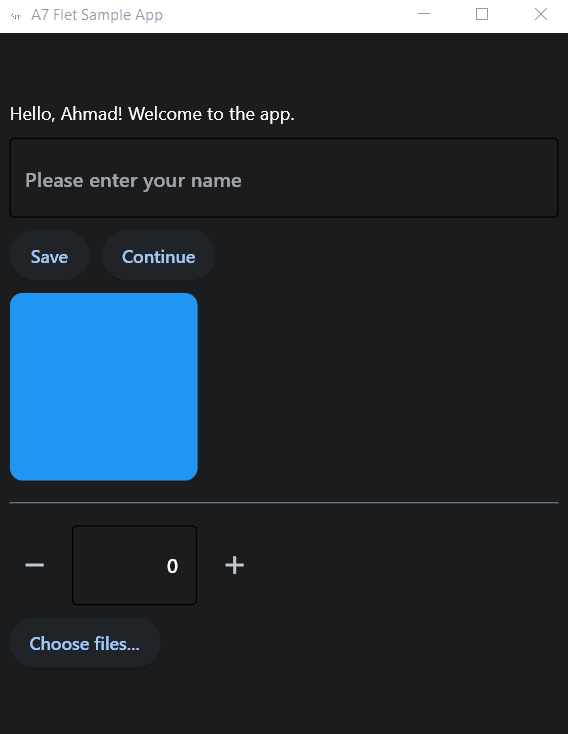 A7 Flet Sample App
Hello, Ahmad! Welcome to the app.
Please enter your name
Save Continue
0
Choose files...